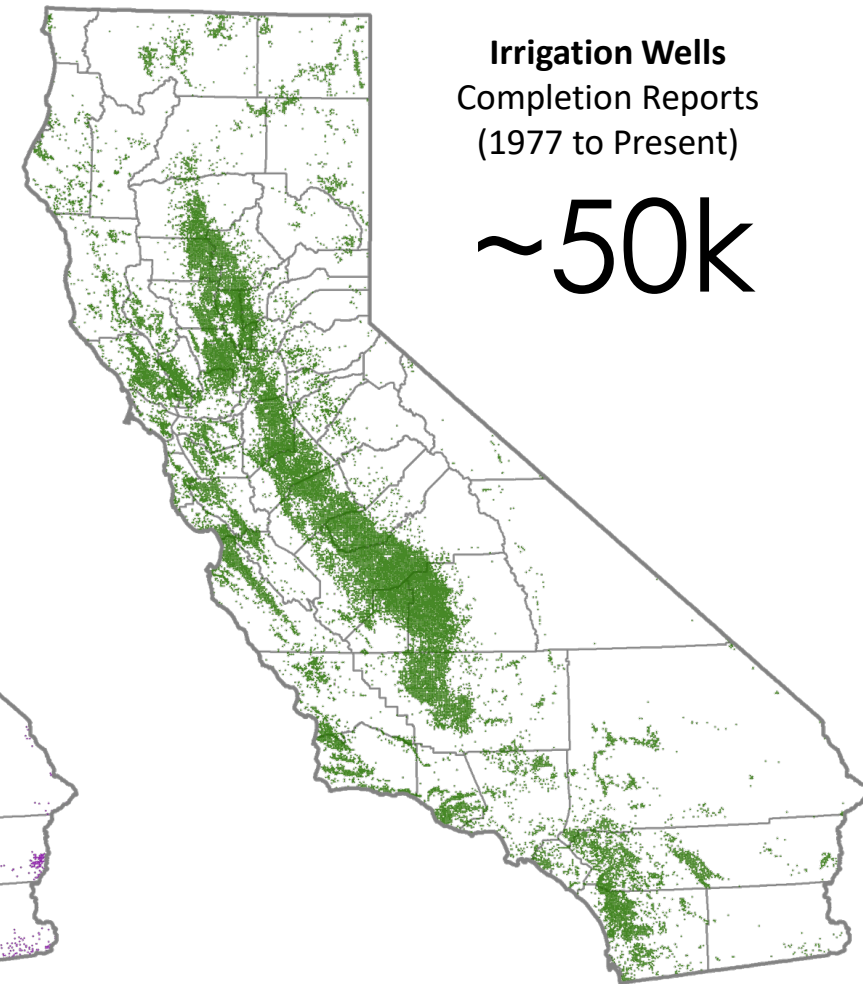 Irrigation Wells
Completion Reports
(1977 to Present)
~50k